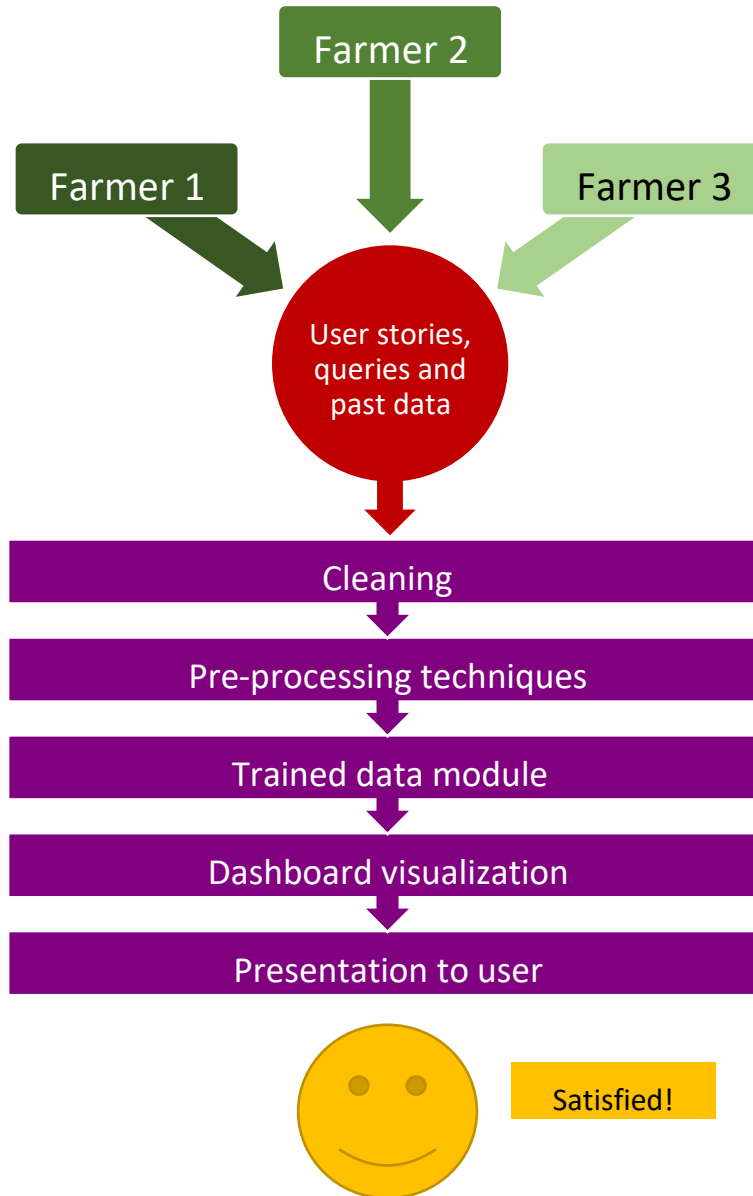 Farmer 2
Farmer 1
Farmer 3
User stories,
queries and
past data
Cleaning
Pre-processing techniques
Trained data module
Dashboard visualization
Presentation to user
Satisfied!